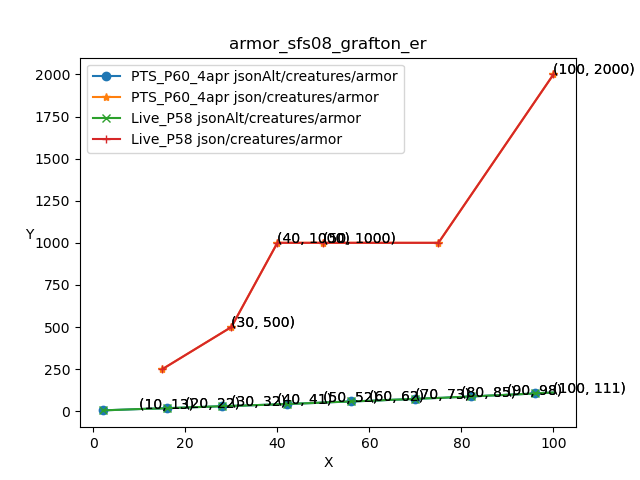 armor_sfs08_grafton_er
PTS_P60_4apr jsonAlt/creatures/armor
PTS_P60_4apr json/creatures/armor
Live_P58 jsonAlt/creatures/armor
Live_P58 json/creatures/armor
2000
1750
1500
1250
1000
750
500
250
0
Y
(100, 2000)
(40, 1000)
(50, 1000)
(30, 500)
(10, 13)
(20, 22)
(30, 32)
(40, 41)
(50, 52)
(60, 62)
(70, 73)
(80, 85)
(90, 98)
(100, 111)
0 20 40 60 80 100
X